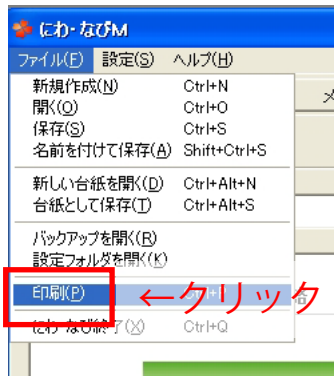 にわ・なびM
ファイル(F) 設定(S) ヘルプ(H)
新規作成(N) Ctrl+N
開く(O) Ctrl+O
保存(S) Ctrl+S
名前を付けて保存(A) Shift+Ctrl+S
新しい台紙を開く(D) Ctrl+Alt+N
台紙として保存(T) Ctrl+Alt+S
バックアップを開く(R)
設定フォルダを開く(K)
印刷(P) ←クリック
にわ・なび終了(X) Ctrl+Q